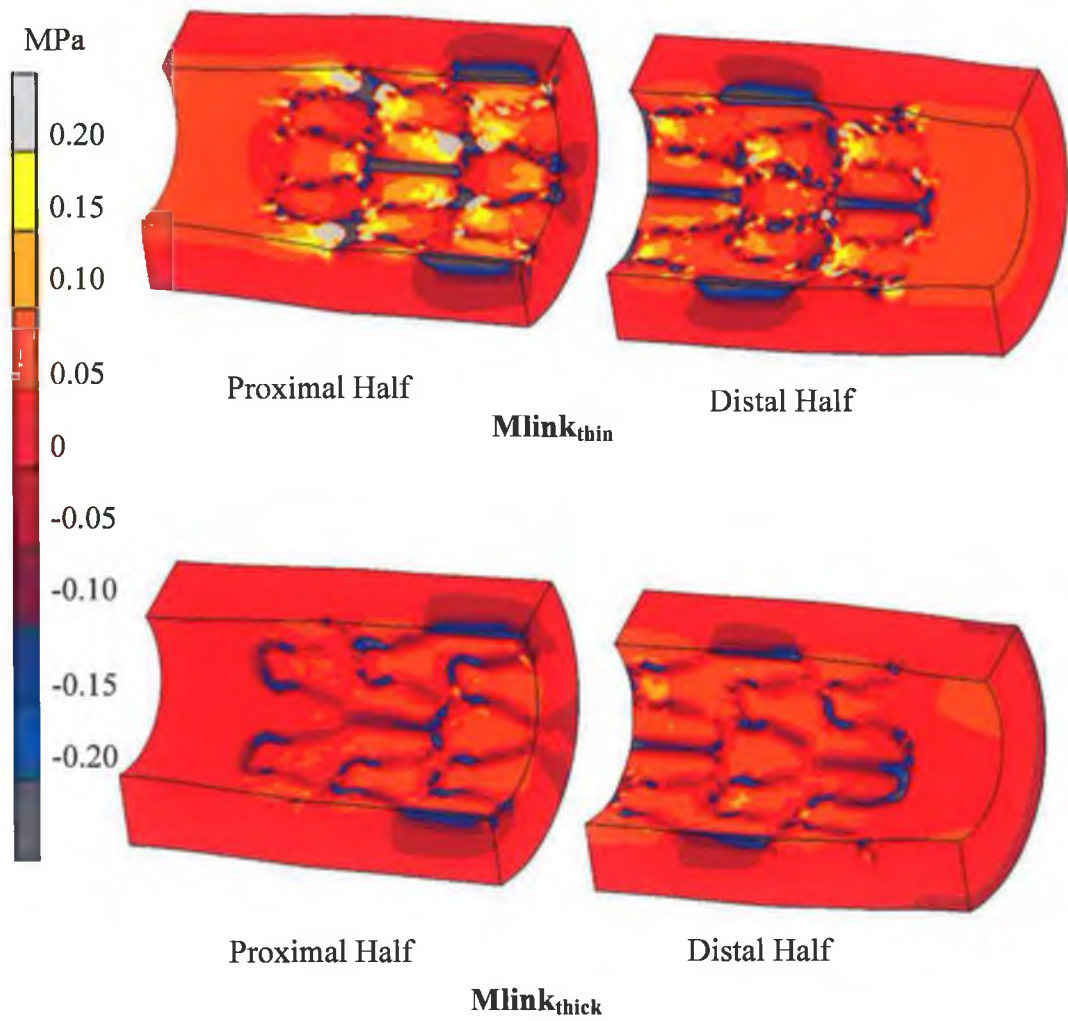 MPa
0.20
0.15
0.10
0.05
0
-0.05
-0.10
-0.15
-0.20
Proximal Half
Distal Half
Mlinkthin
Proximal Half
Distal Half
Mlinkthick